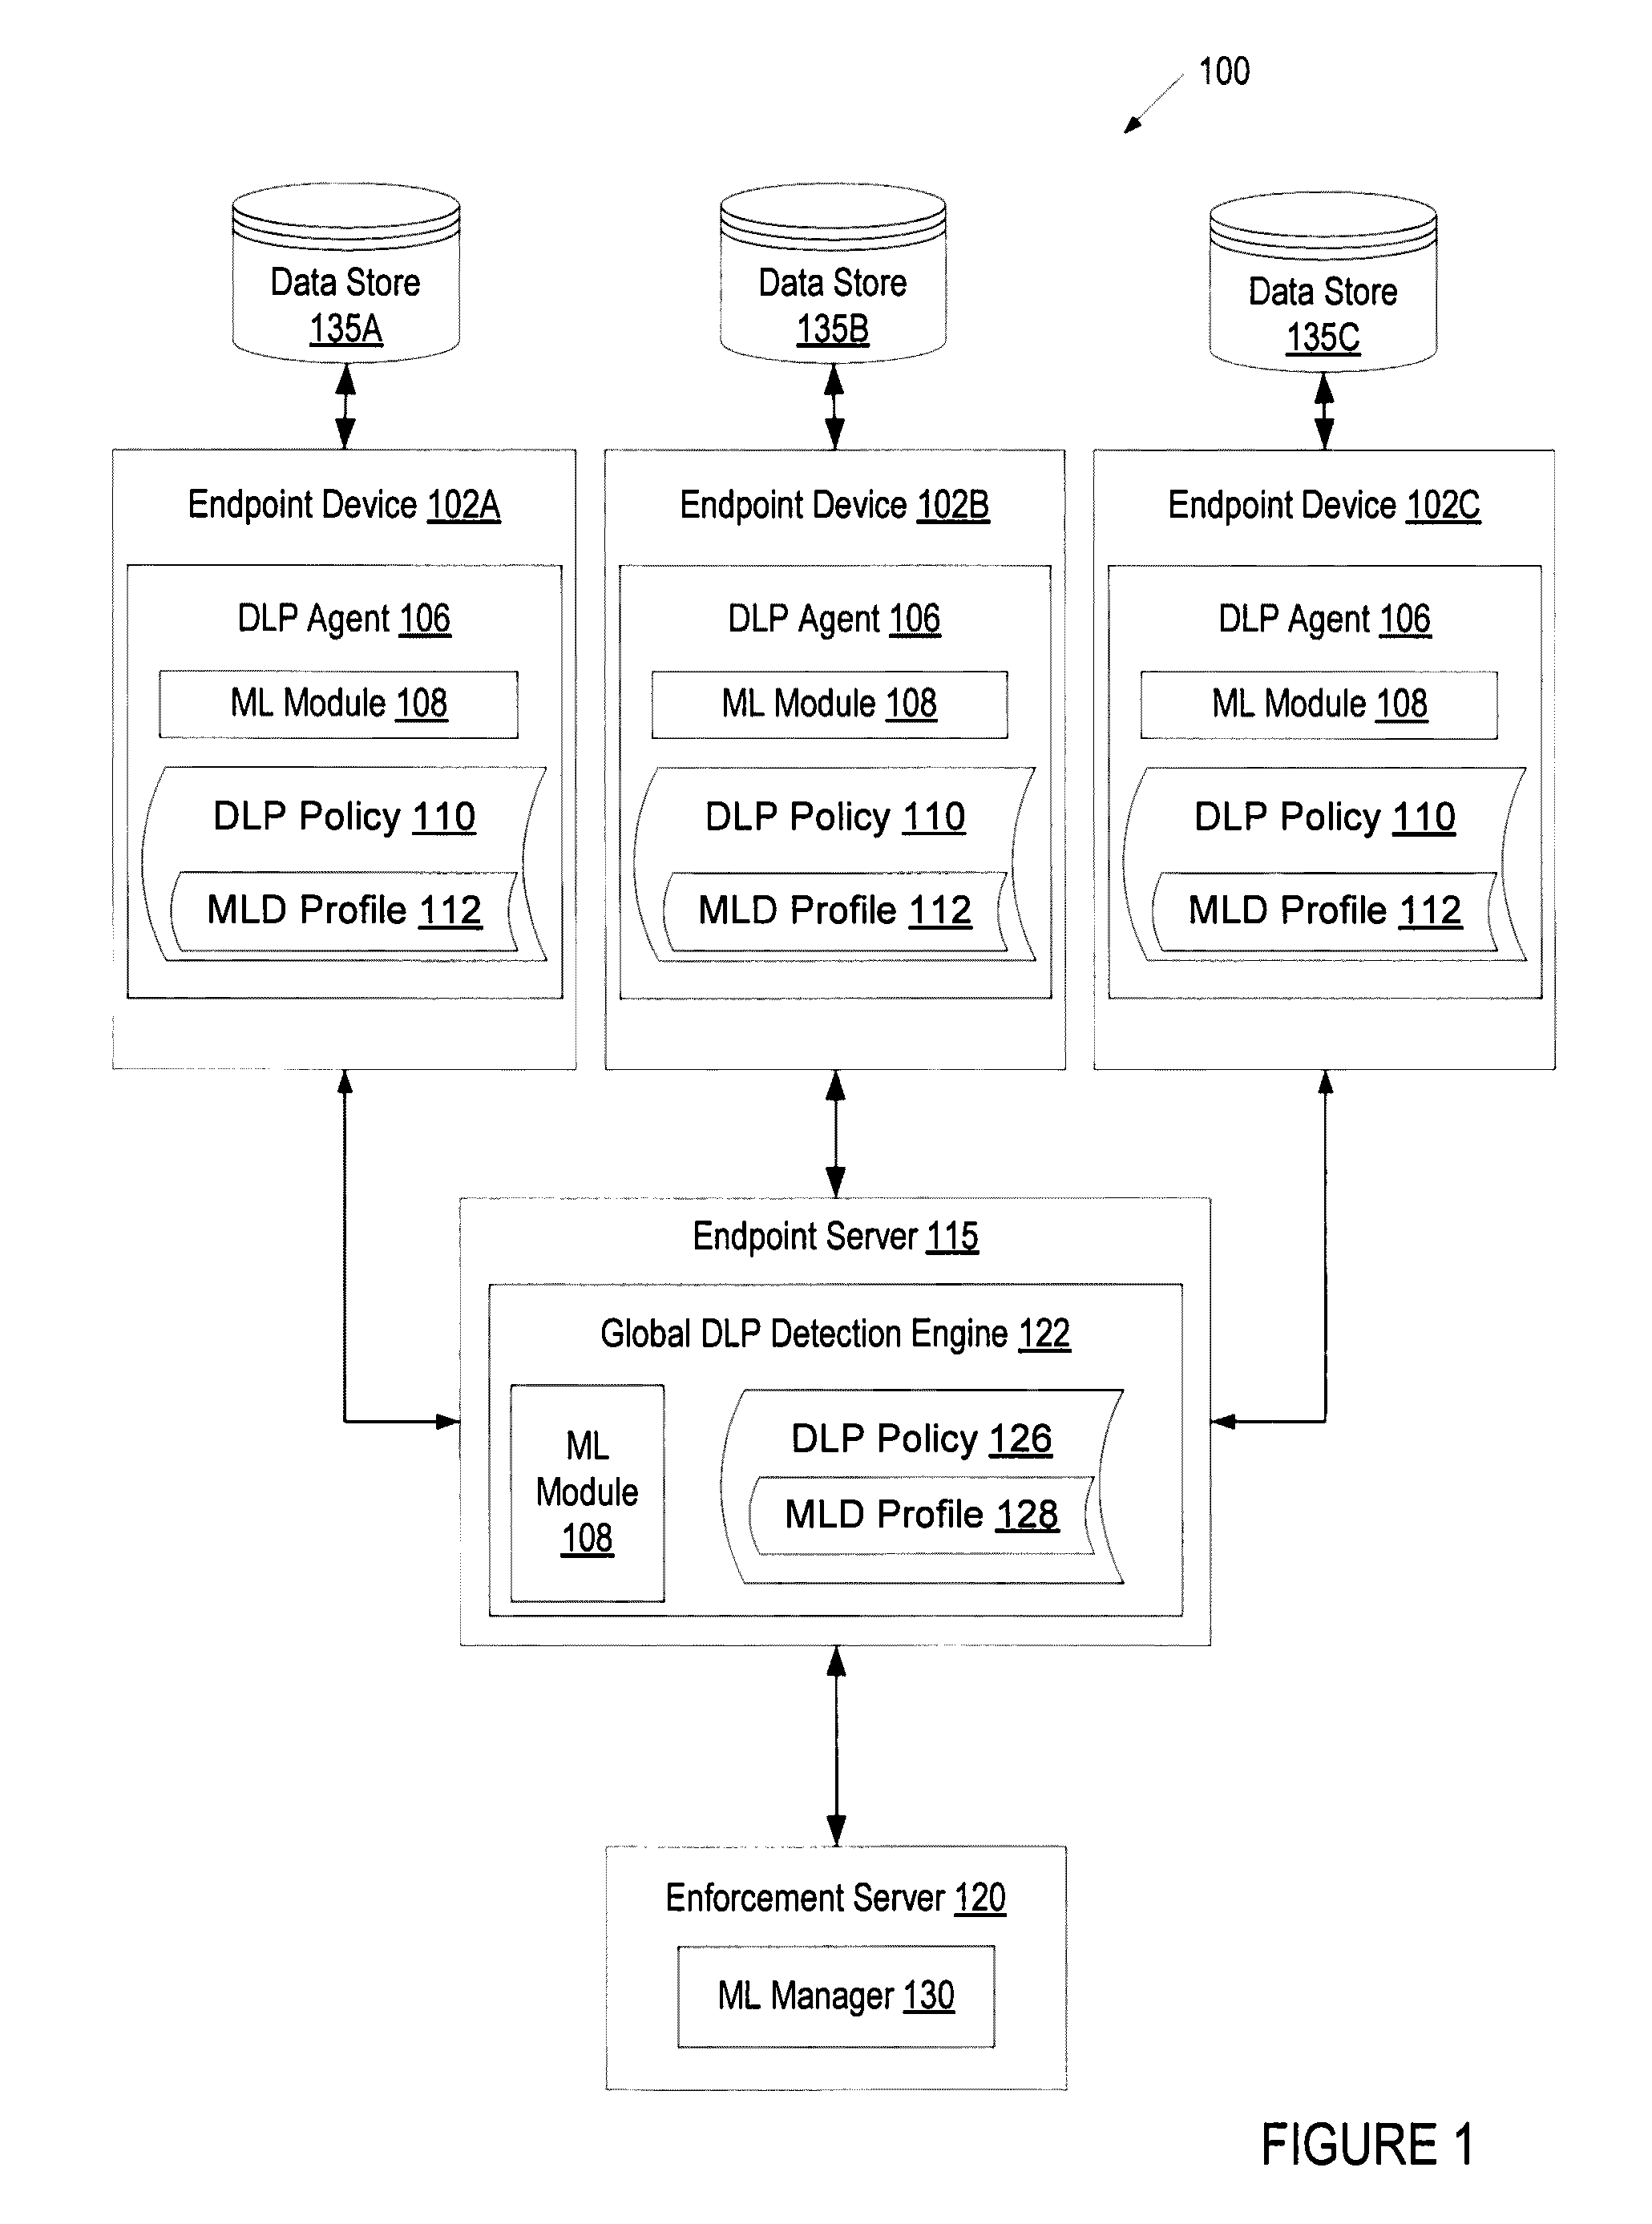 100
Data Store
135A
Data Store
135B
Data Store
135C
Endpoint Device 102A
DLP Agent 106
ML Module 108
DLP Policy 110
MLD Profile 112
Endpoint Device 102B
DLP Agent 106
ML Module 108
DLP Policy 110
MLD Profile 112
Endpoint Device 102C
DLP Agent 106
ML Module 108
DLP Policy 110
MLD Profile 112
Endpoint Server 115
Global DLP Detection Engine 122
ML
Module
108
DLP Policy 126
MLD Profile 128
Enforcement Server 120
ML Manager 130
FIGURE 1